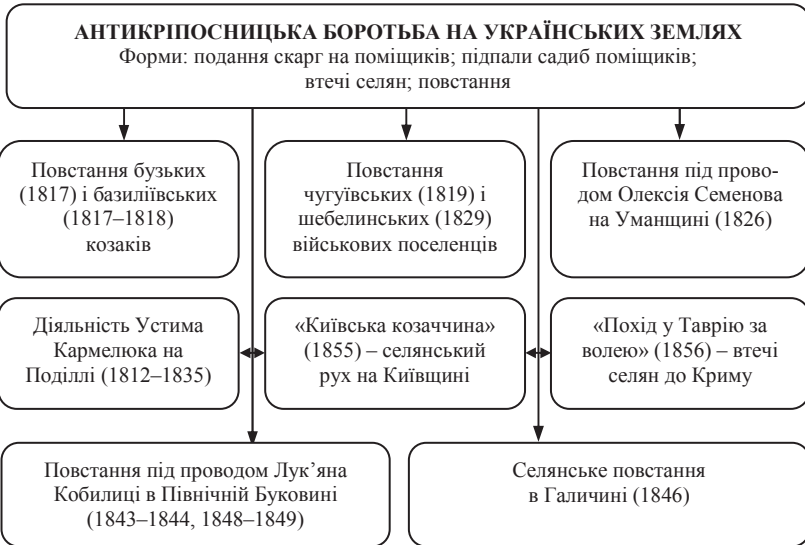 АНТИКРІПОСНИЦЬКА БОРОТЬБА НА УКРАЇНСЬКИХ ЗЕМЛЯХ
Форми: подання скарг на поміщиків; підпали садиб поміщиків;
втечі селян; повстання
Повстання бузьких
(1817) і базиліївських
(1817–1818)
козаків
Повстання
чугуївських (1819) і
шебелинських (1829)
військових поселенців
Повстання під прово-
дом Олексія Семенова
на Уманщині (1826)
Діяльність Устима
Кармелюка на
Поділлі (1812–1835)
«Київська козаччина»
(1855) – селянський
рух на Київщині
«Похід у Таврію за
волею» (1856) – втечі
селян до Криму
Повстання під проводом Лук’яна
Кобилиці в Північній Буковині
(1843–1844, 1848–1849)
Селянське повстання
в Галичині (1846)